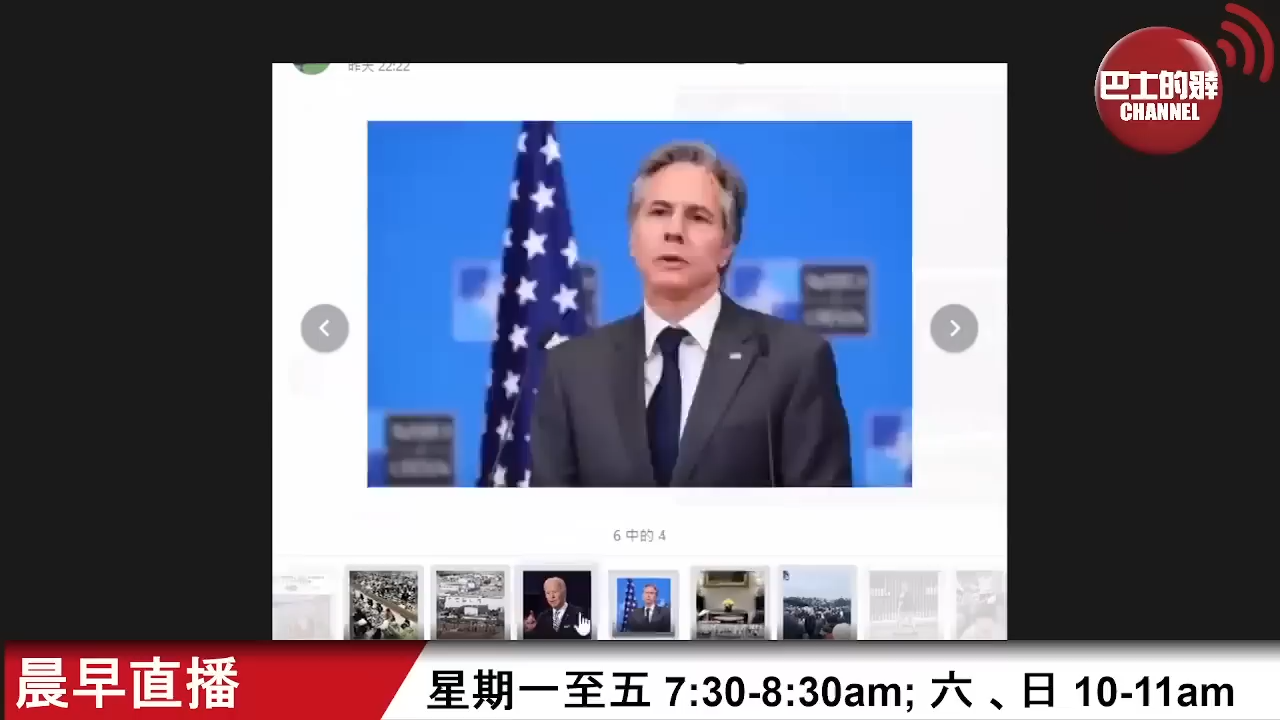 昨天 22:22
巴士的報
CHANNEL
6 中的 4
晨早直播
星期一至五 7:30-8:30am; 六、日 10-11am